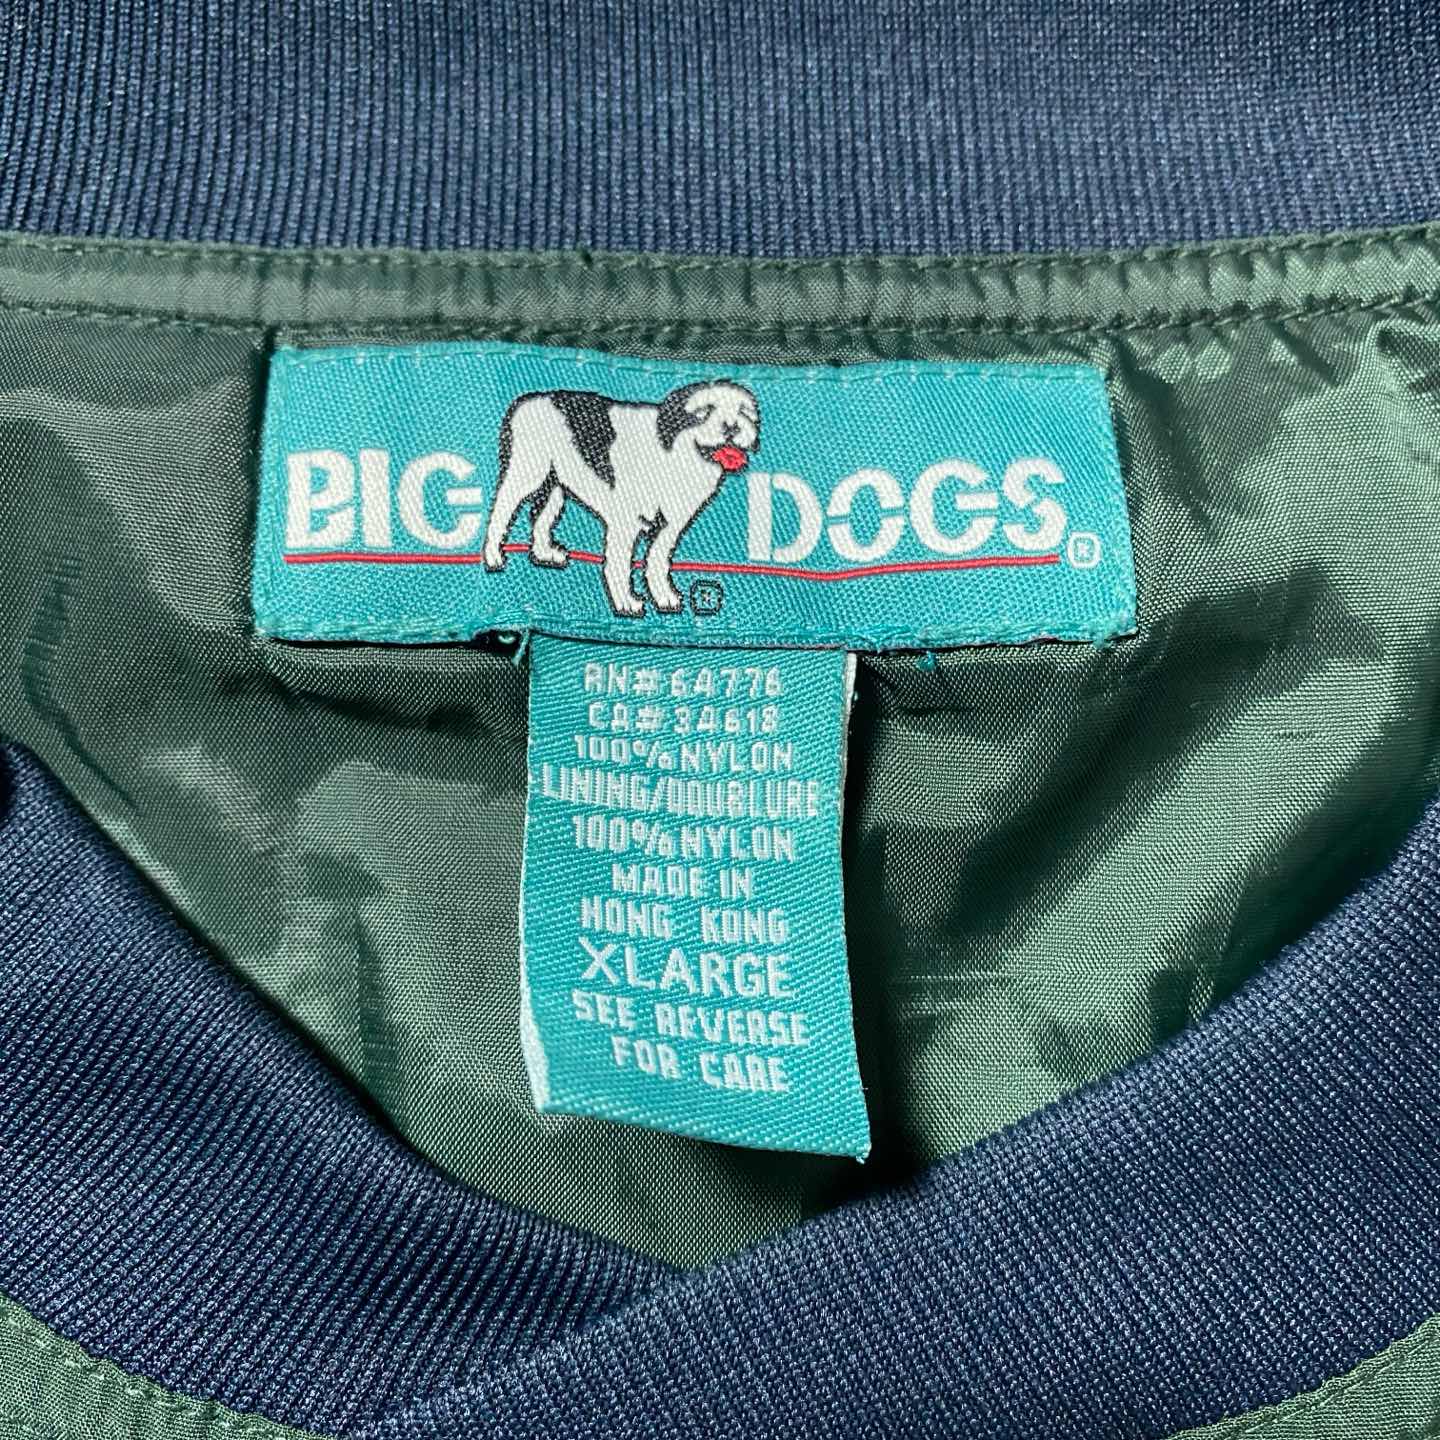 BIG DOGS®
®
RN# 64776
CA# 34618
100% NYLON
LINING/DOUBLURE
100% NYLON
MADE IN
HONG KONG
XLARGE
SEE REVERSE
FOR CARE